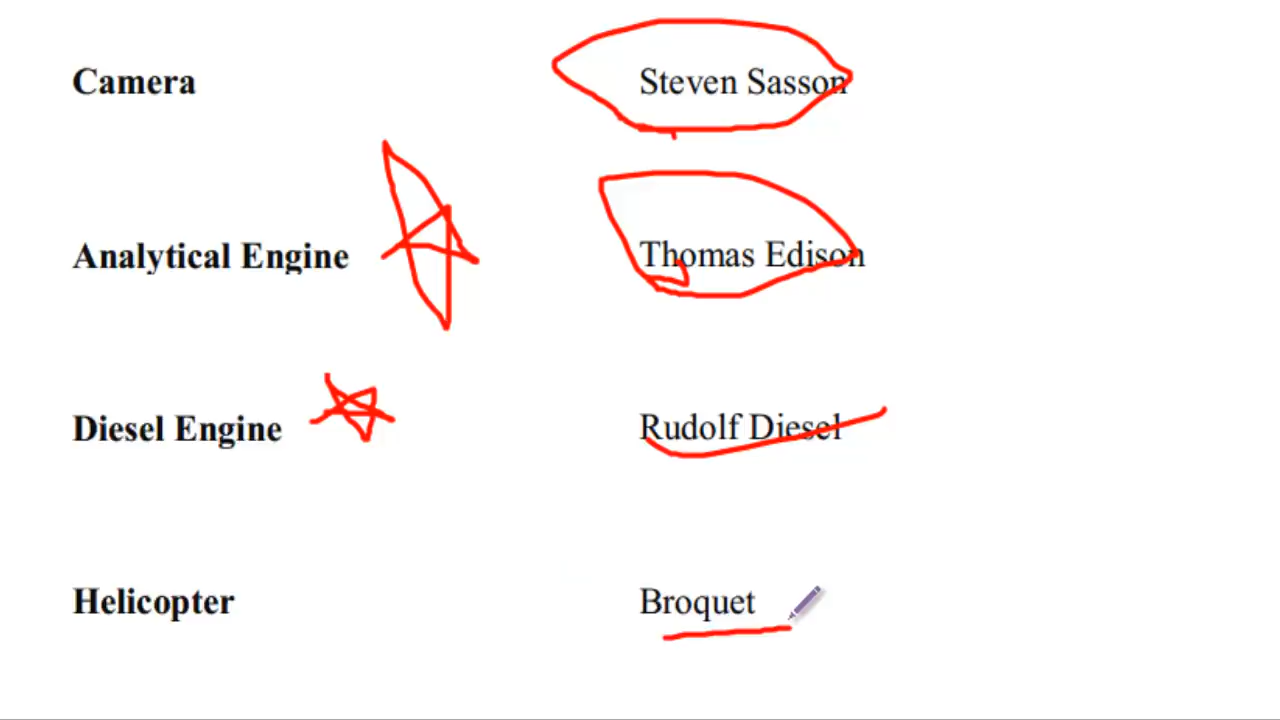 Camera Steven Sasson
Analytical Engine Thomas Edison
Diesel Engine Rudolf Diesel
Helicopter Broquet